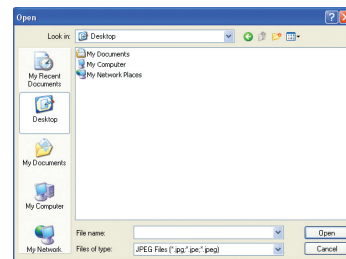 Open
Look in: Desktop
My Documents
My Computer
My Network Places
My Recent
Documents
Desktop
My Documents
My Computer
My Network
File name:
Open
Files of type: JPEG Files (*.jpg;*.jpe;*.jpeg)
Cancel